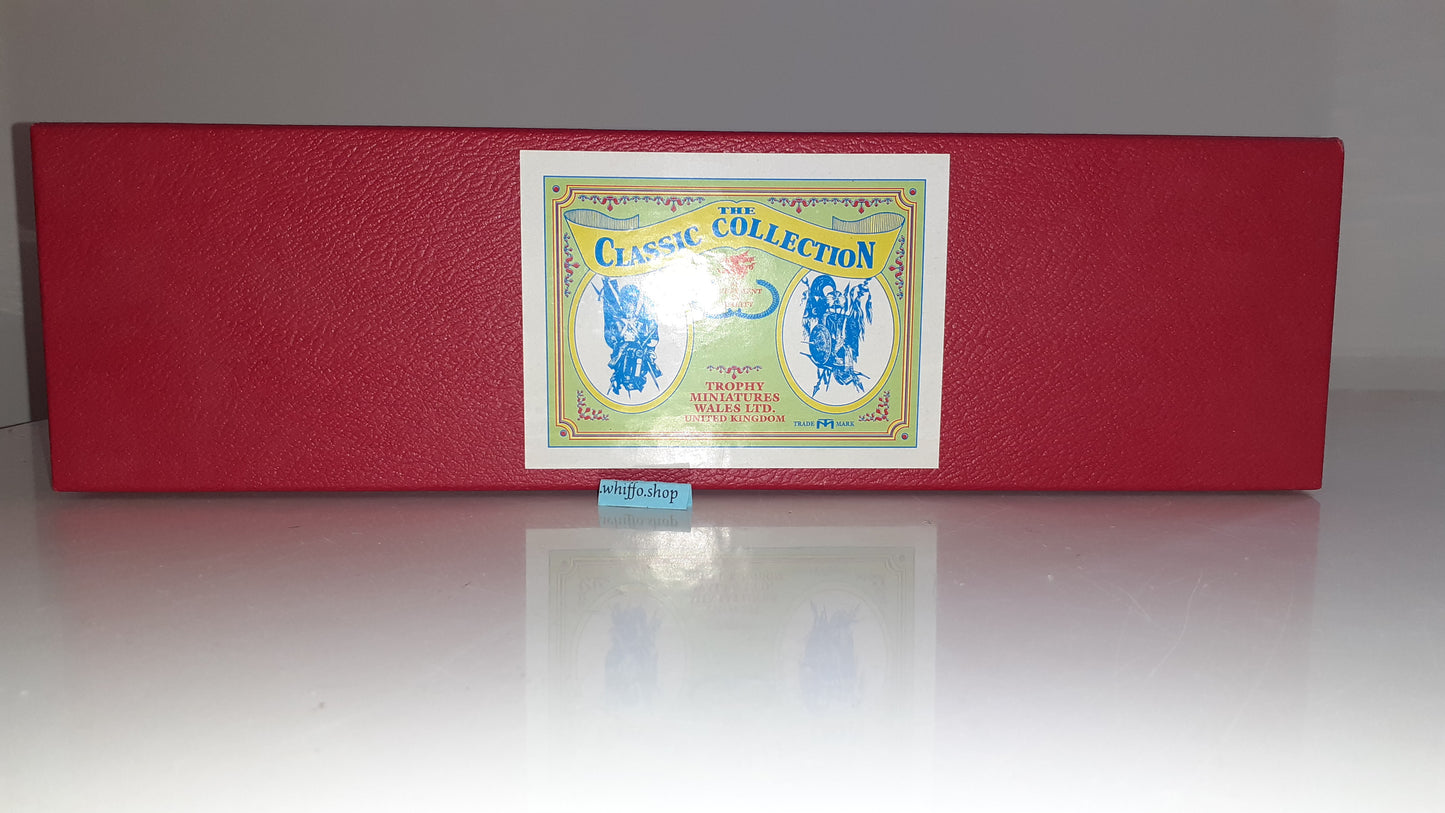 THE
CLASSIC COLLECTION
TROPHY
MINIATURES
WALES LTD.
UNITED KINGDOM
TRADE MARK
.whiffo.shop